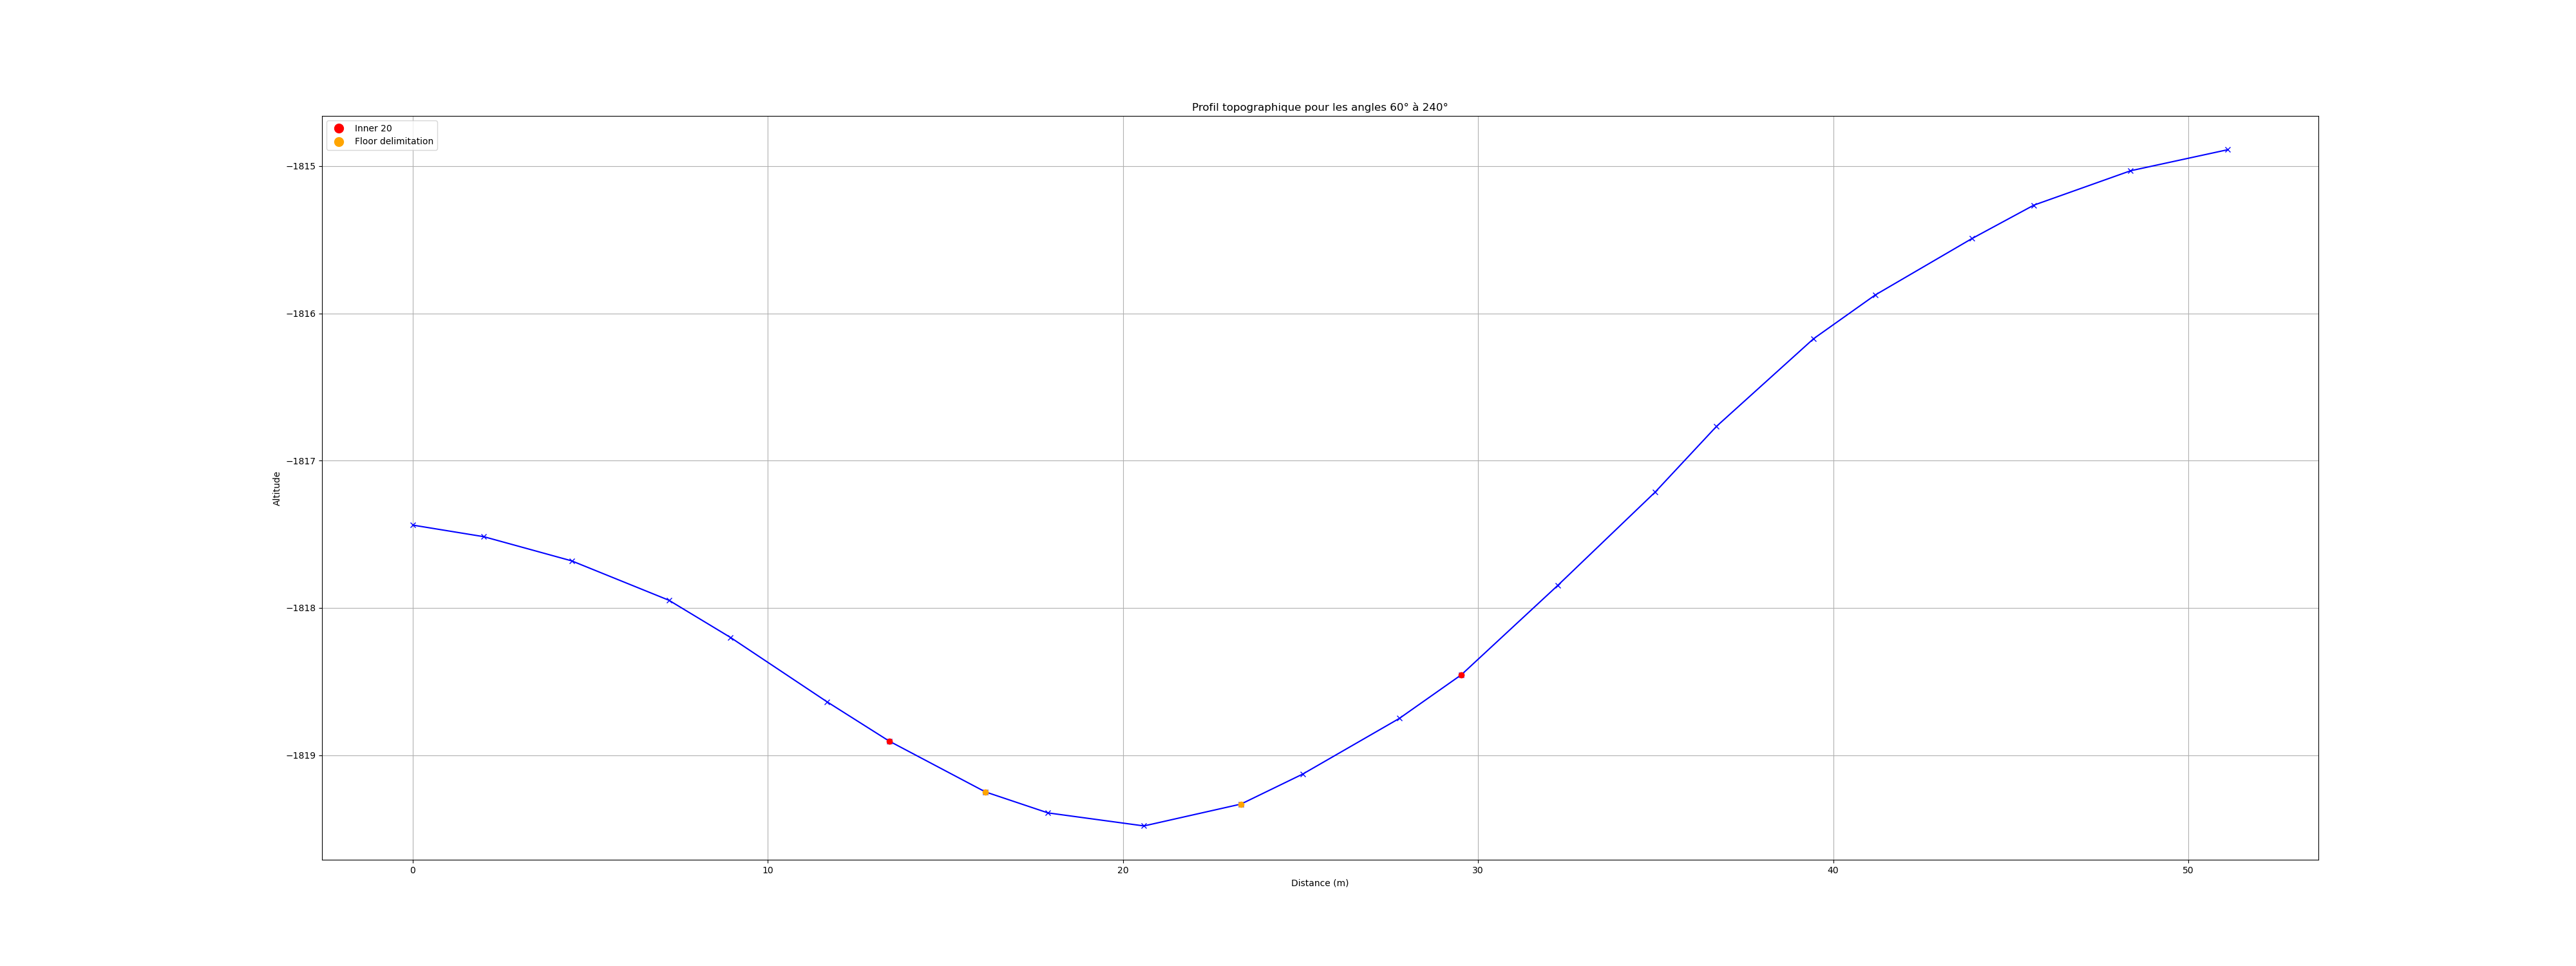 Profil topographique pour les angles 60° à 240°
Inner 20
Floor delimitation
−1815
−1816
−1817
−1818
−1819
Altitude
0 10 20 30 40 50
Distance (m)